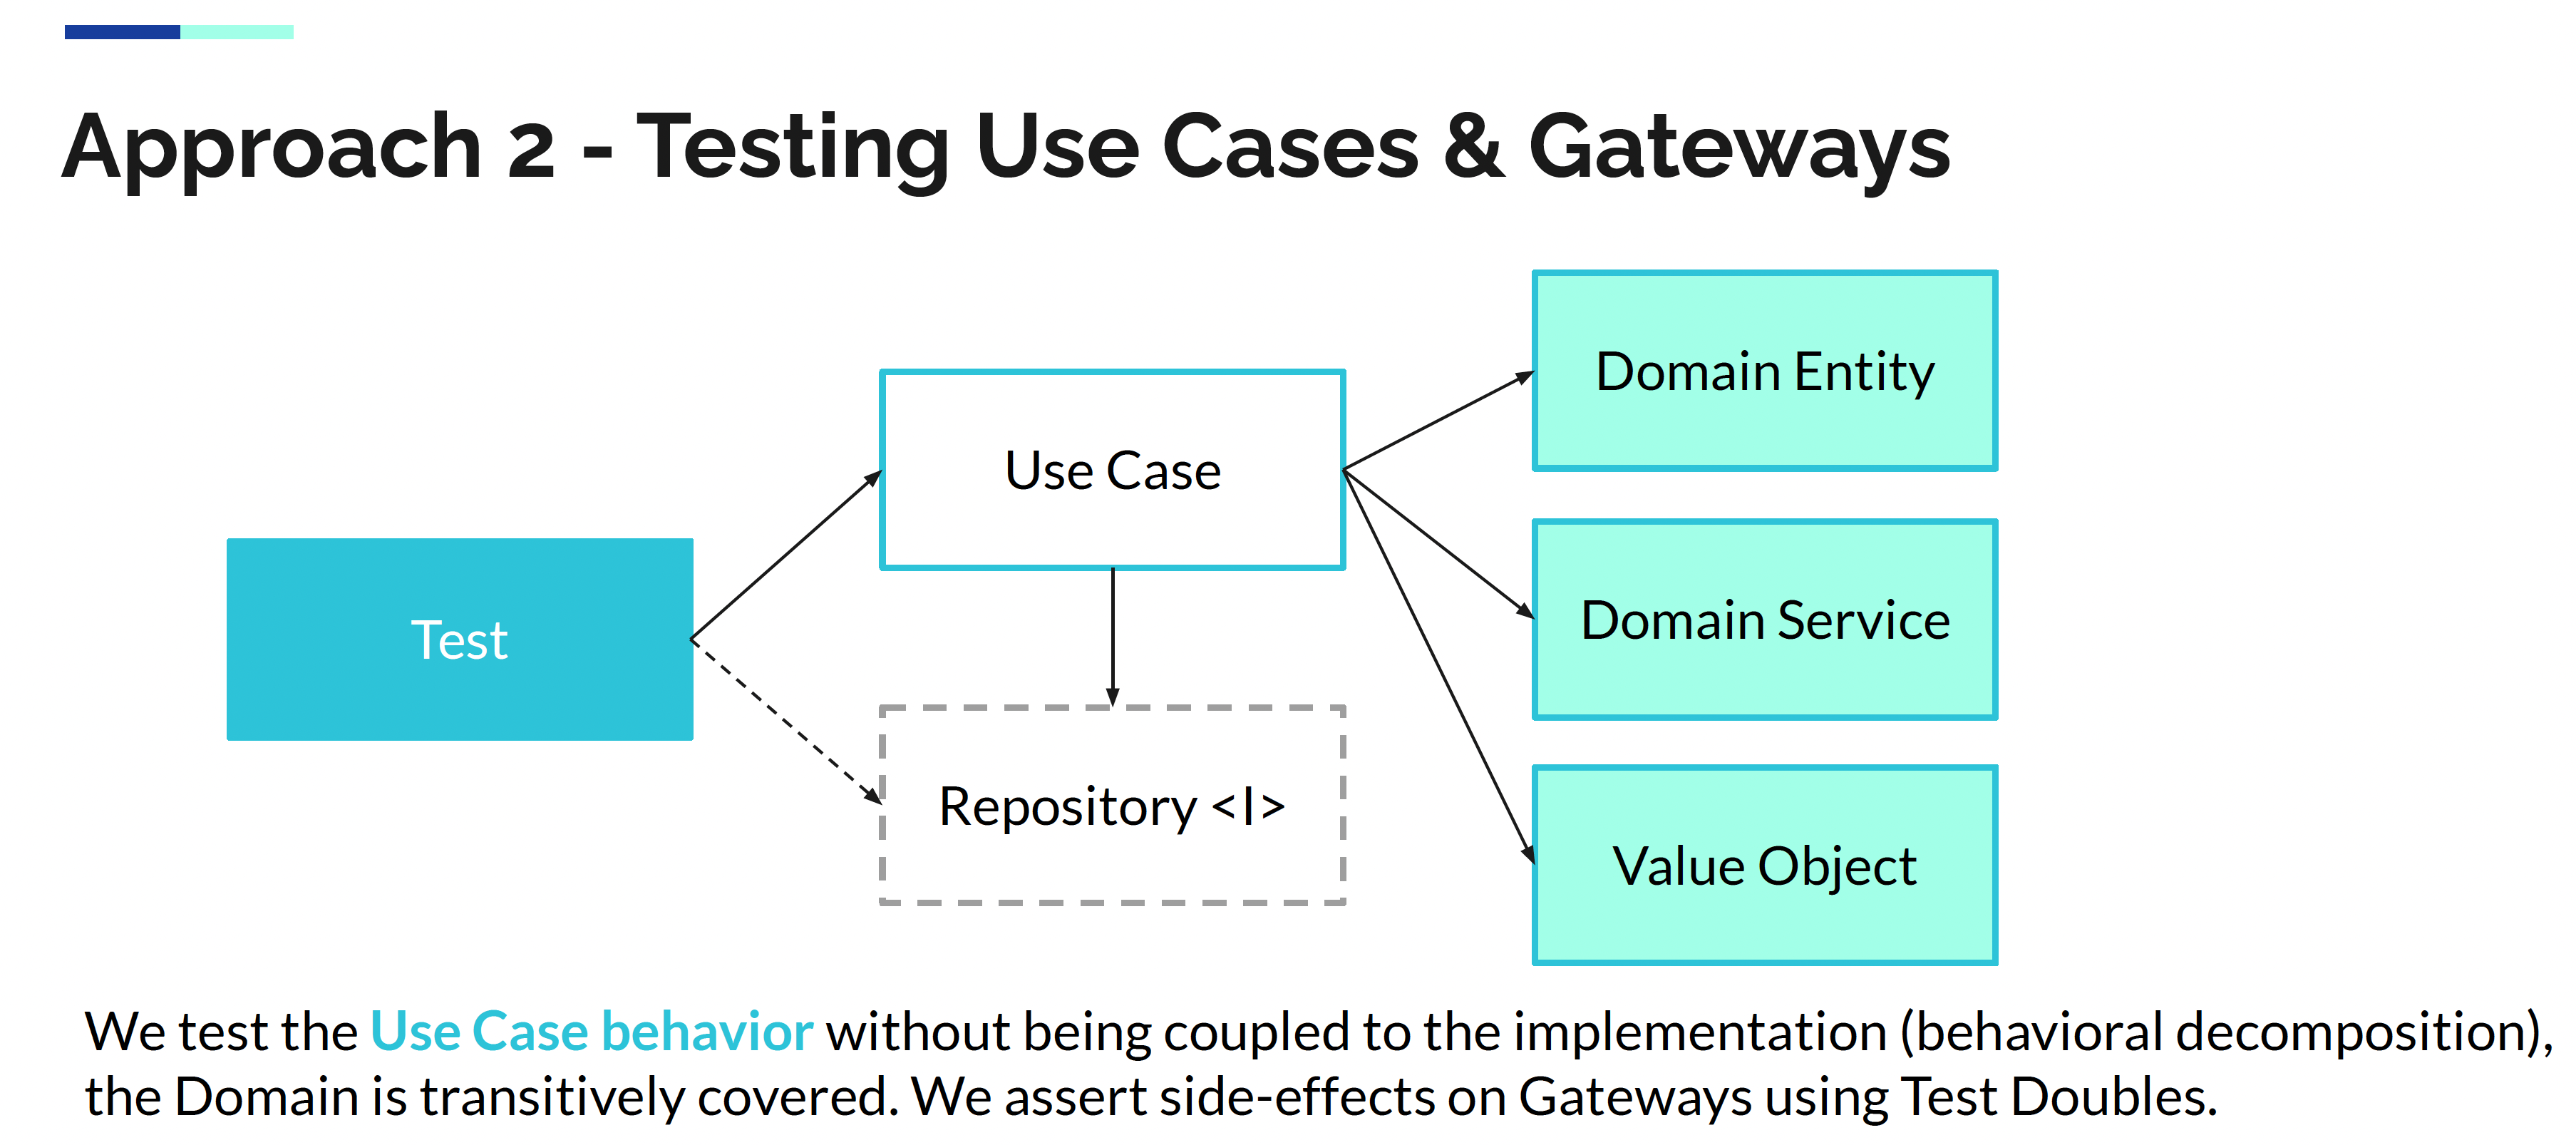 Approach 2 - Testing Use Cases & Gateways
Domain Entity
Use Case
Domain Service
Test
Repository <I>
Value Object
We test the Use Case behavior without being coupled to the implementation (behavioral decomposition),
the Domain is transitively covered. We assert side-effects on Gateways using Test Doubles.